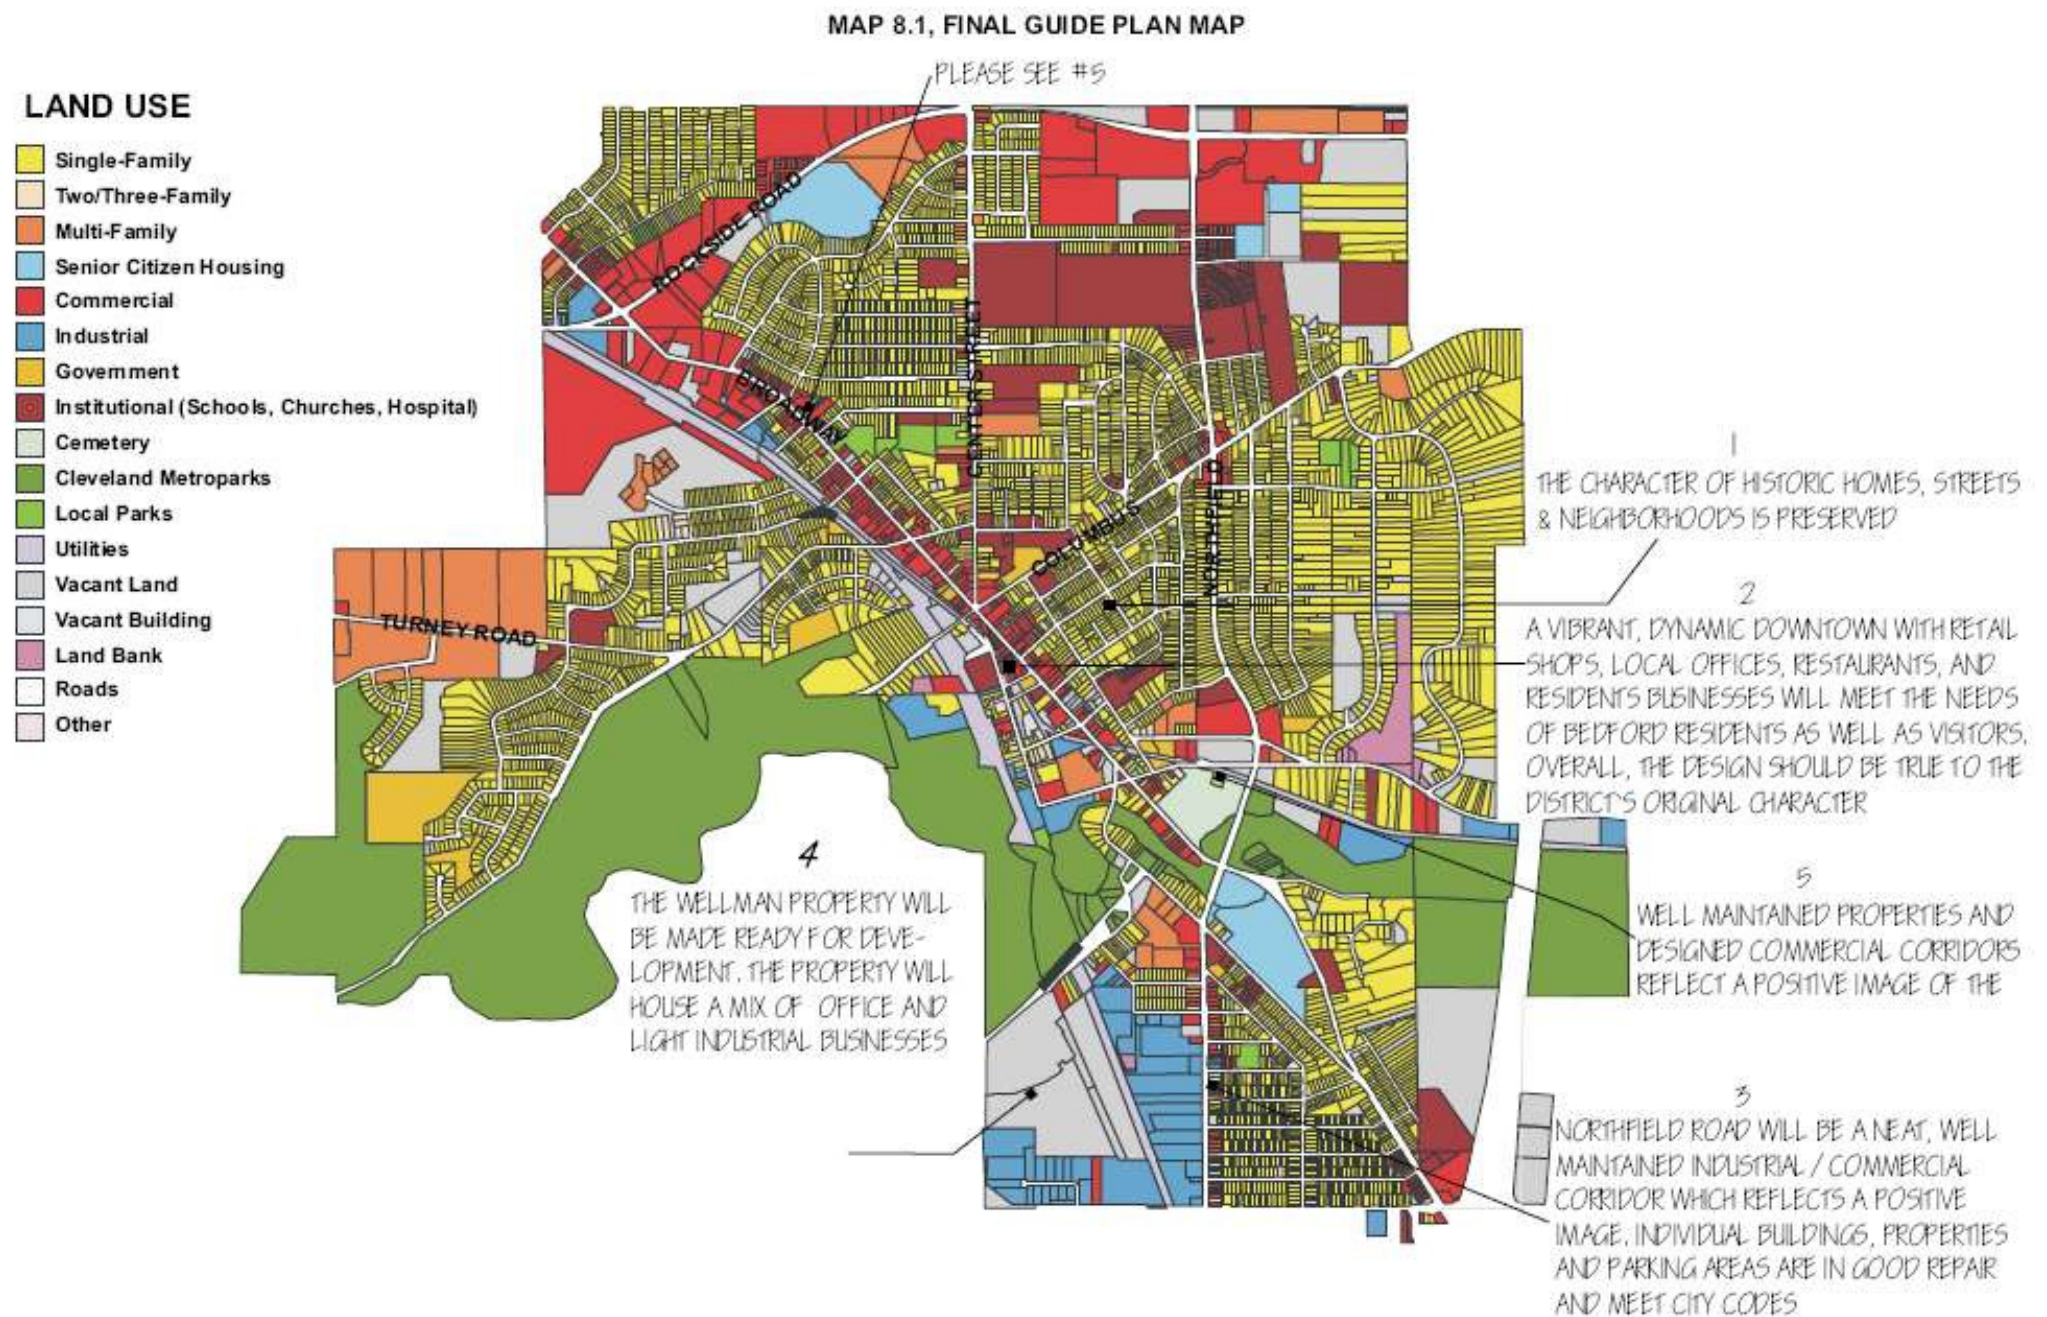 MAP 8.1, FINAL GUIDE PLAN MAP
PLEASE SEE #5
LAND USE
Single-Family
Two/Three-Family
Multi-Family
Senior Citizen Housing
Commercial
Industrial
Government
Institutional (Schools, Churches, Hospital)
Cemetery
Cleveland Metroparks
Local Parks
Utilities
Vacant Land
Vacant Building
Land Bank
Roads
Other
ROCKSIDE ROAD
BROADWAY
CENTER STREET
COLUMBUS
NORTHFIELD
TURNEY ROAD
1
THE CHARACTER OF HISTORIC HOMES, STREETS
& NEIGHBORHOODS IS PRESERVED
2
A VIBRANT, DYNAMIC DOWNTOWN WITH RETAIL
SHOPS, LOCAL OFFICES, RESTAURANTS, AND
RESIDENTS BUSINESSES WILL MEET THE NEEDS
OF BEDFORD RESIDENTS AS WELL AS VISITORS.
OVERALL, THE DESIGN SHOULD BE TRUE TO THE
DISTRICT'S ORIGINAL CHARACTER
4
THE WELLMAN PROPERTY WILL
BE MADE READY FOR DEVE-
LOPMENT. THE PROPERTY WILL
HOUSE A MIX OF OFFICE AND
LIGHT INDUSTRIAL BUSINESSES
5
WELL MAINTAINED PROPERTIES AND
DESIGNED COMMERCIAL CORRIDORS
REFLECT A POSITIVE IMAGE OF THE
3
NORTHFIELD ROAD WILL BE A NEAT, WELL
MAINTAINED INDUSTRIAL / COMMERCIAL
CORRIDOR WHICH REFLECTS A POSITIVE
IMAGE. INDIVIDUAL BUILDINGS, PROPERTIES
AND PARKING AREAS ARE IN GOOD REPAIR
AND MEET CITY CODES